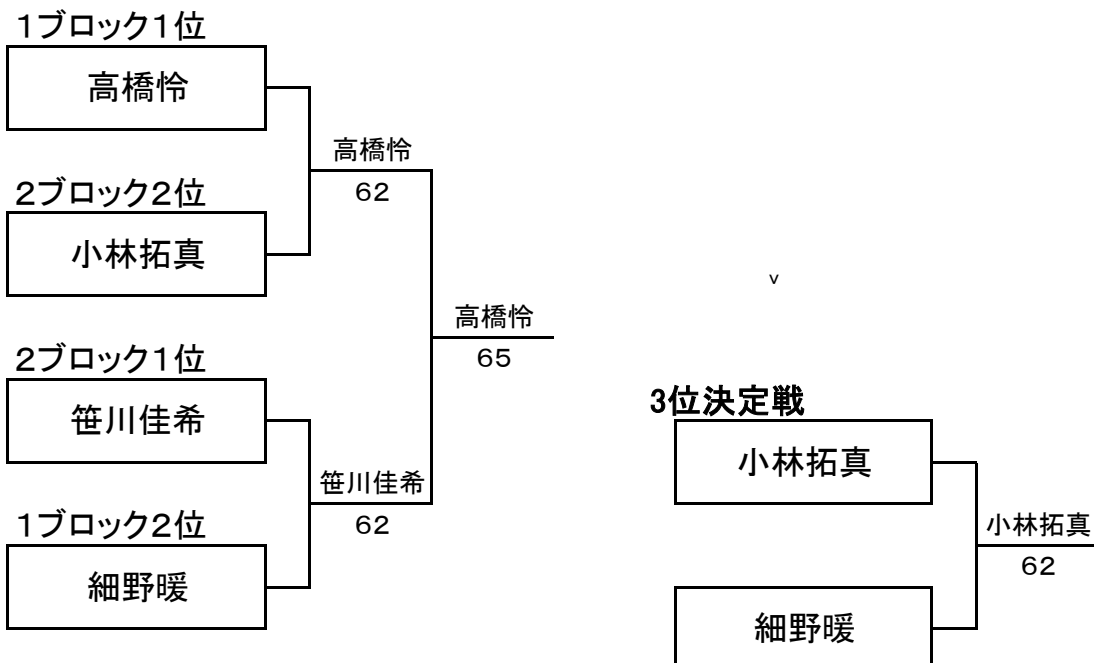 １ブロック１位
高橋怜
高橋怜
62
２ブロック２位
小林拓真
v
高橋怜
65
２ブロック１位
笹川佳希
笹川佳希
62
１ブロック２位
細野暖
3位決定戦
小林拓真
小林拓真
62
細野暖